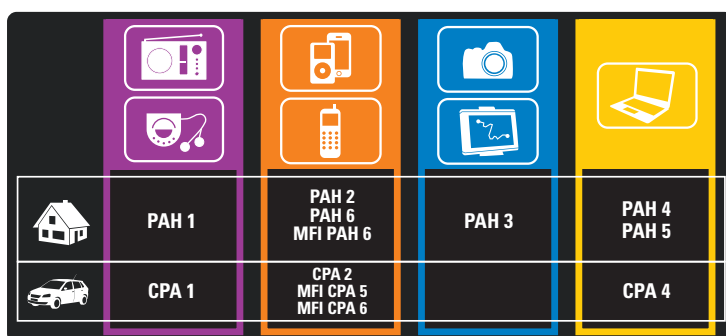 PAH 1
PAH 2
PAH 6
MFI PAH 6
PAH 3
PAH 4
PAH 5
CPA 1
CPA 2
MFI CPA 5
MFI CPA 6
CPA 4